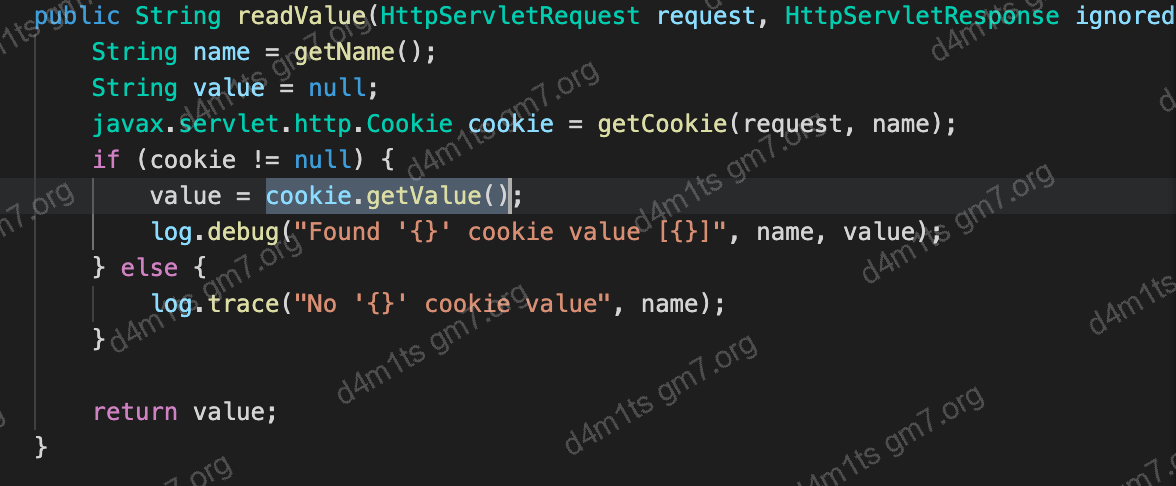 public String readValue(HttpServletRequest request, HttpServletResponse ignored
String name = getName();
String value = null;
javax.servlet.http.Cookie cookie = getCookie(request, name);
if (cookie != null) {
value = cookie.getValue();
log.debug("Found '{}' cookie value [{}]", name, value);
} else {
log.trace("No '{}' cookie value", name);
}
return value;
}
d4m1ts gm7.org
d4m1ts gm7.org
d4m1ts gm7.org
d4m1ts gm7.org
d4m1ts gm7.org
d4m1ts gm7.org
d4m1ts gm7.org
d4m1ts gm7.org